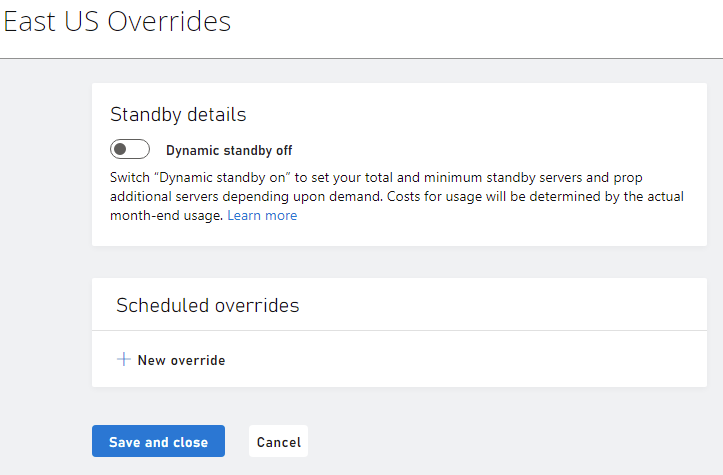 East US Overrides
Standby details
Dynamic standby off
Switch “Dynamic standby on” to set your total and minimum standby servers and prop
additional servers depending upon demand. Costs for usage will be determined by the actual
month-end usage. Learn more
Scheduled overrides
New override
Save and close
Cancel